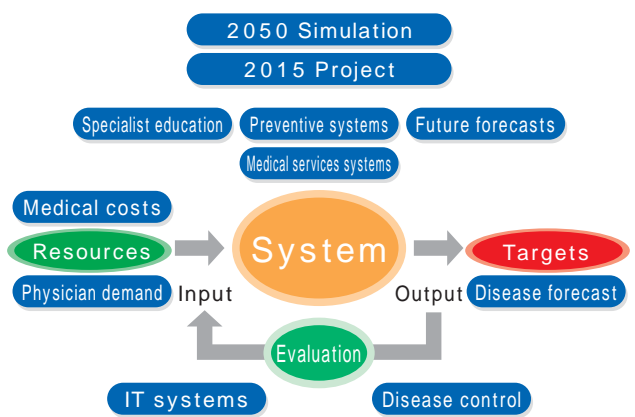 2050 Simulation
2015 Project
Specialist education
Preventive systems
Future forecasts
Medical services systems
Medical costs
Resources
System
Targets
Physician demand
Input
Output
Disease forecast
Evaluation
IT systems
Disease control